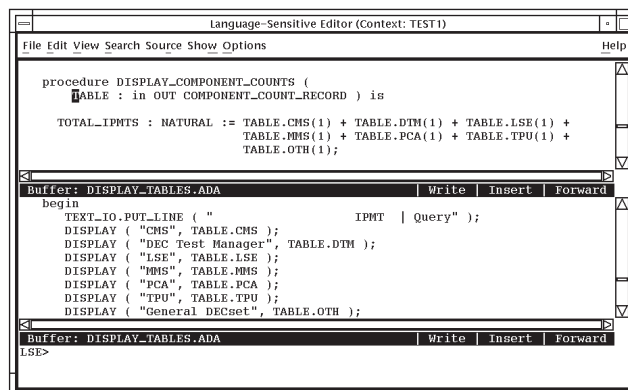 Language-Sensitive Editor (Context: TEST1)
File Edit View Search Source Show Options Help
procedure DISPLAY_COMPONENT_COUNTS (
TABLE : in OUT COMPONENT_COUNT_RECORD ) is
TOTAL_IPMTS : NATURAL := TABLE.CMS(1) + TABLE.DTM(1) + TABLE.LSE(1) +
TABLE.MMS(1) + TABLE.PCA(1) + TABLE.TPU(1) +
TABLE.OTH(1);
Buffer: DISPLAY_TABLES.ADA | Write | Insert | Forward
begin
TEXT_IO.PUT_LINE ( "                    IPMT  | Query" );
DISPLAY ( "CMS", TABLE.CMS );
DISPLAY ( "DEC Test Manager", TABLE.DTM );
DISPLAY ( "LSE", TABLE.LSE );
DISPLAY ( "MMS", TABLE.MMS );
DISPLAY ( "PCA", TABLE.PCA );
DISPLAY ( "TPU", TABLE.TPU );
DISPLAY ( "General DECset", TABLE.OTH );
Buffer: DISPLAY_TABLES.ADA | Write | Insert | Forward
LSE>